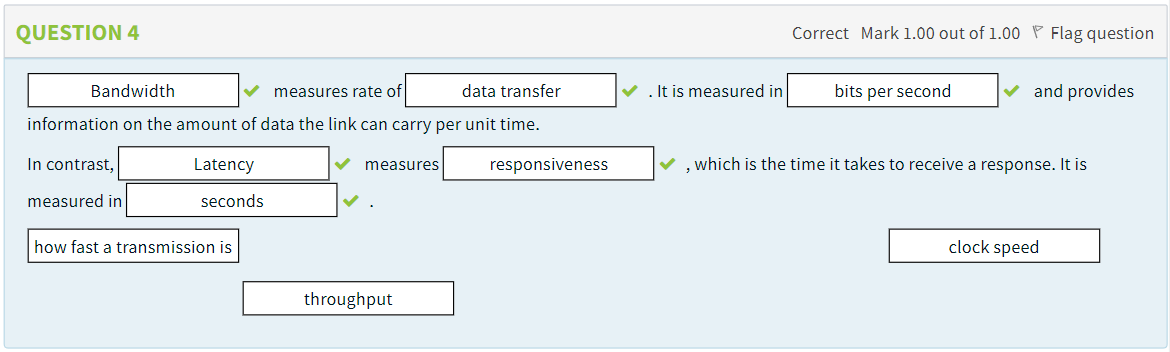 QUESTION 4 Correct Mark 1.00 out of 1.00 Flag question
Bandwidth measures rate of data transfer . It is measured in bits per second and provides
information on the amount of data the link can carry per unit time.
In contrast, Latency measures responsiveness , which is the time it takes to receive a response. It is
measured in seconds .
how fast a transmission is clock speed
throughput